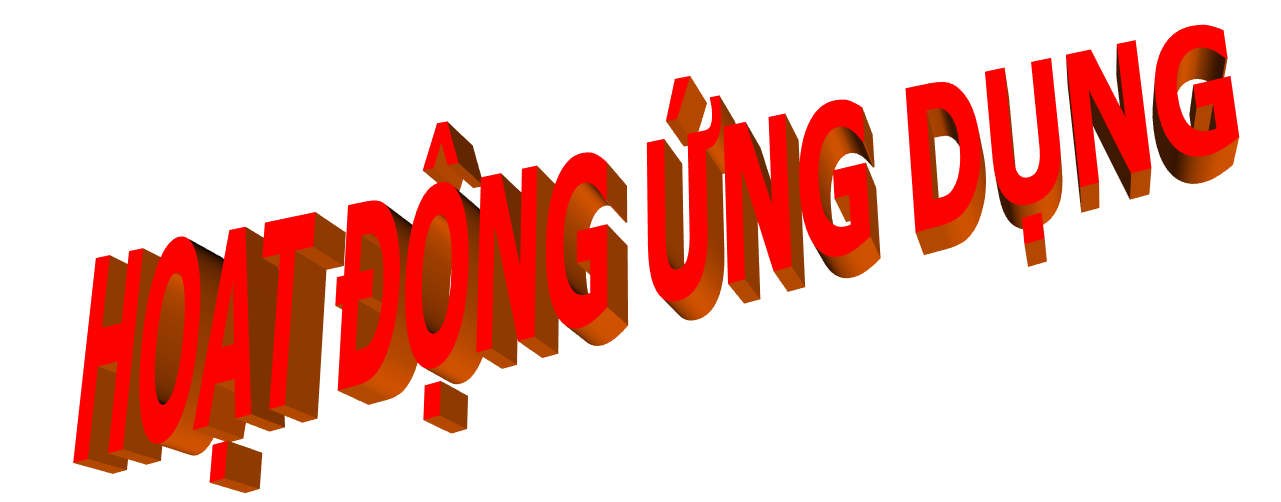 HOẠT ĐỘNG ỨNG DỤNG